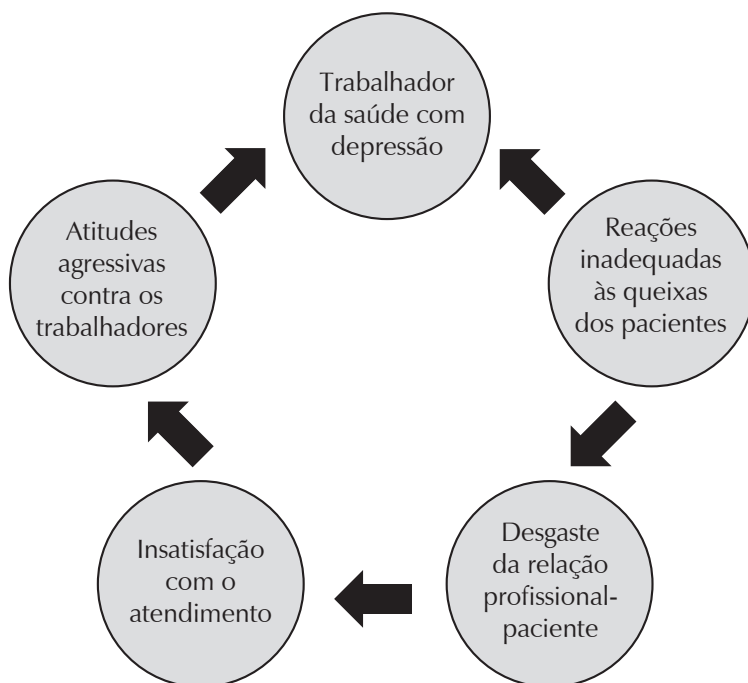 Trabalhador
da saúde com
depressão
Reações
inadequadas
às queixas
dos pacientes
Desgaste
da relação
profissional-
paciente
Insatisfação
com o
atendimento
Atitudes
agressivas
contra os
trabalhadores